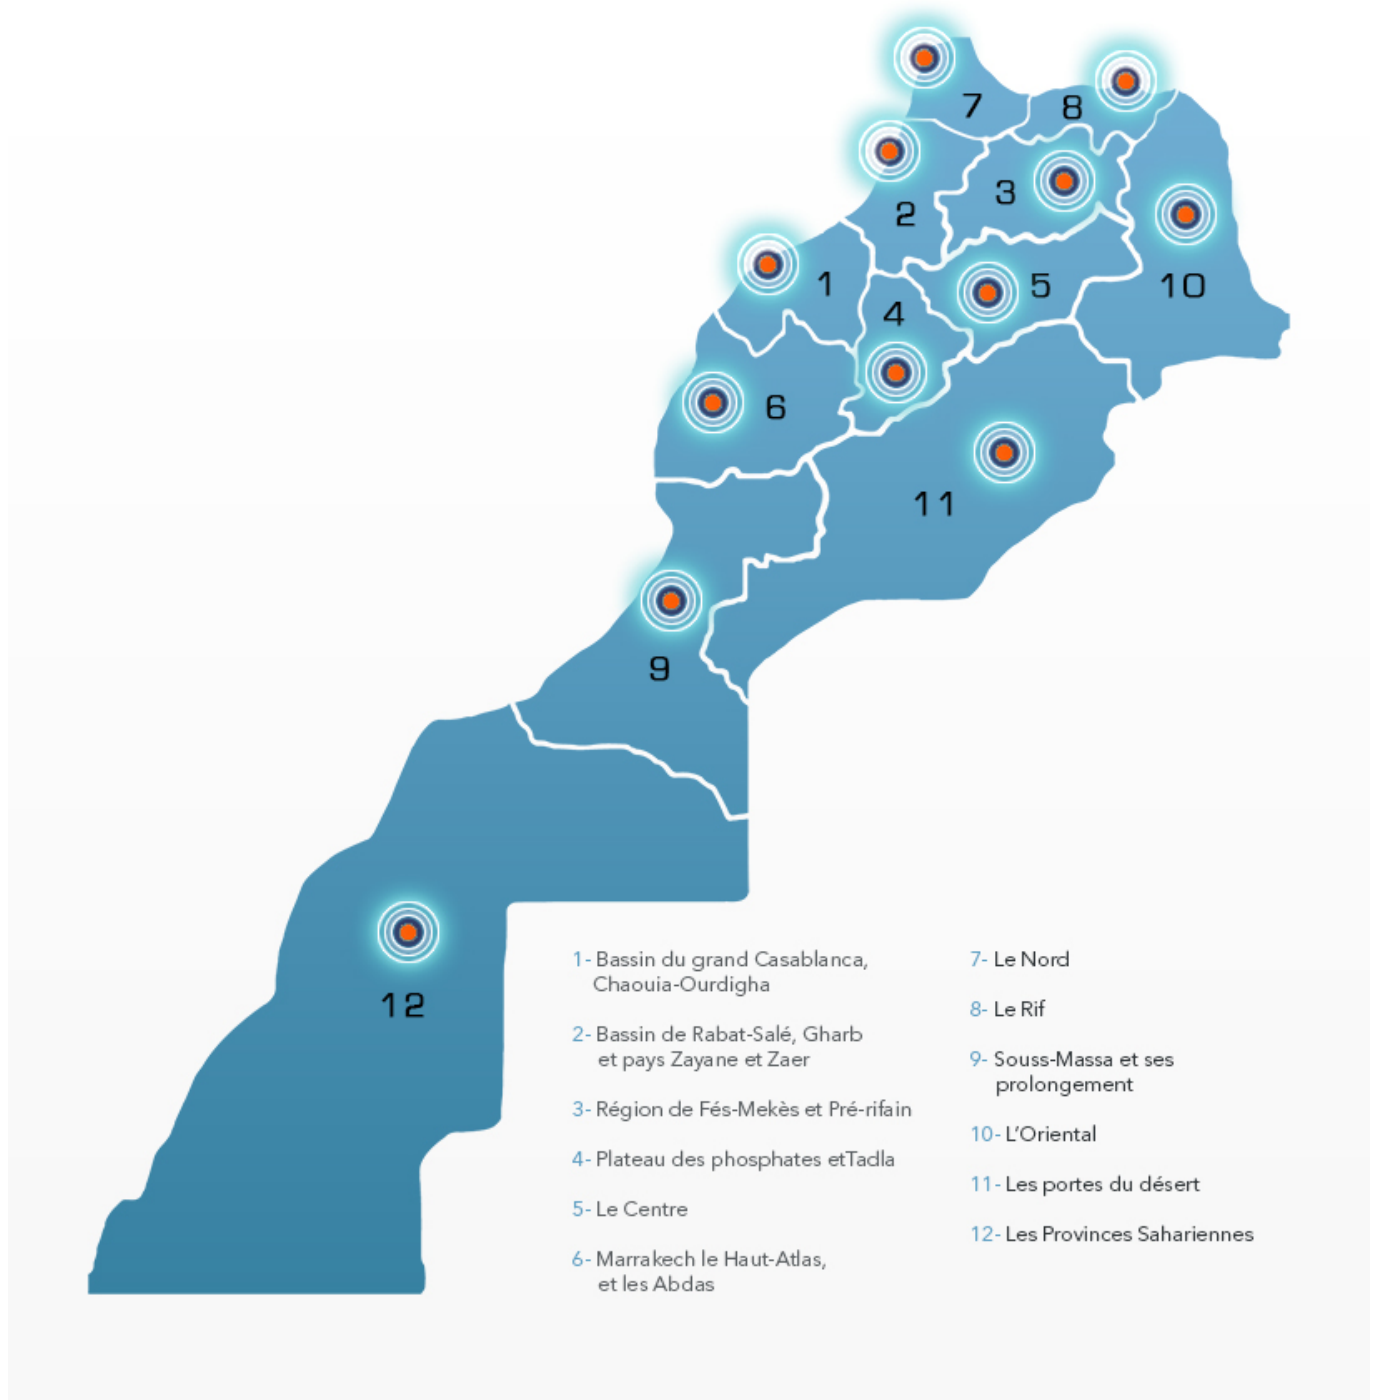 7
8
3
2
1
5
10
4
6
11
9
12
1- Bassin du grand Casablanca,
Chaouia-Ourdigha
2- Bassin de Rabat-Salé, Gharb
et pays Zayane et Zaer
3- Région de Fés-Mekès et Pré-rifain
4- Plateau des phosphates etTadla
5- Le Centre
6- Marrakech le Haut-Atlas,
et les Abdas
7- Le Nord
8- Le Rif
9- Souss-Massa et ses
prolongement
10- L’Oriental
11- Les portes du désert
12- Les Provinces Sahariennes